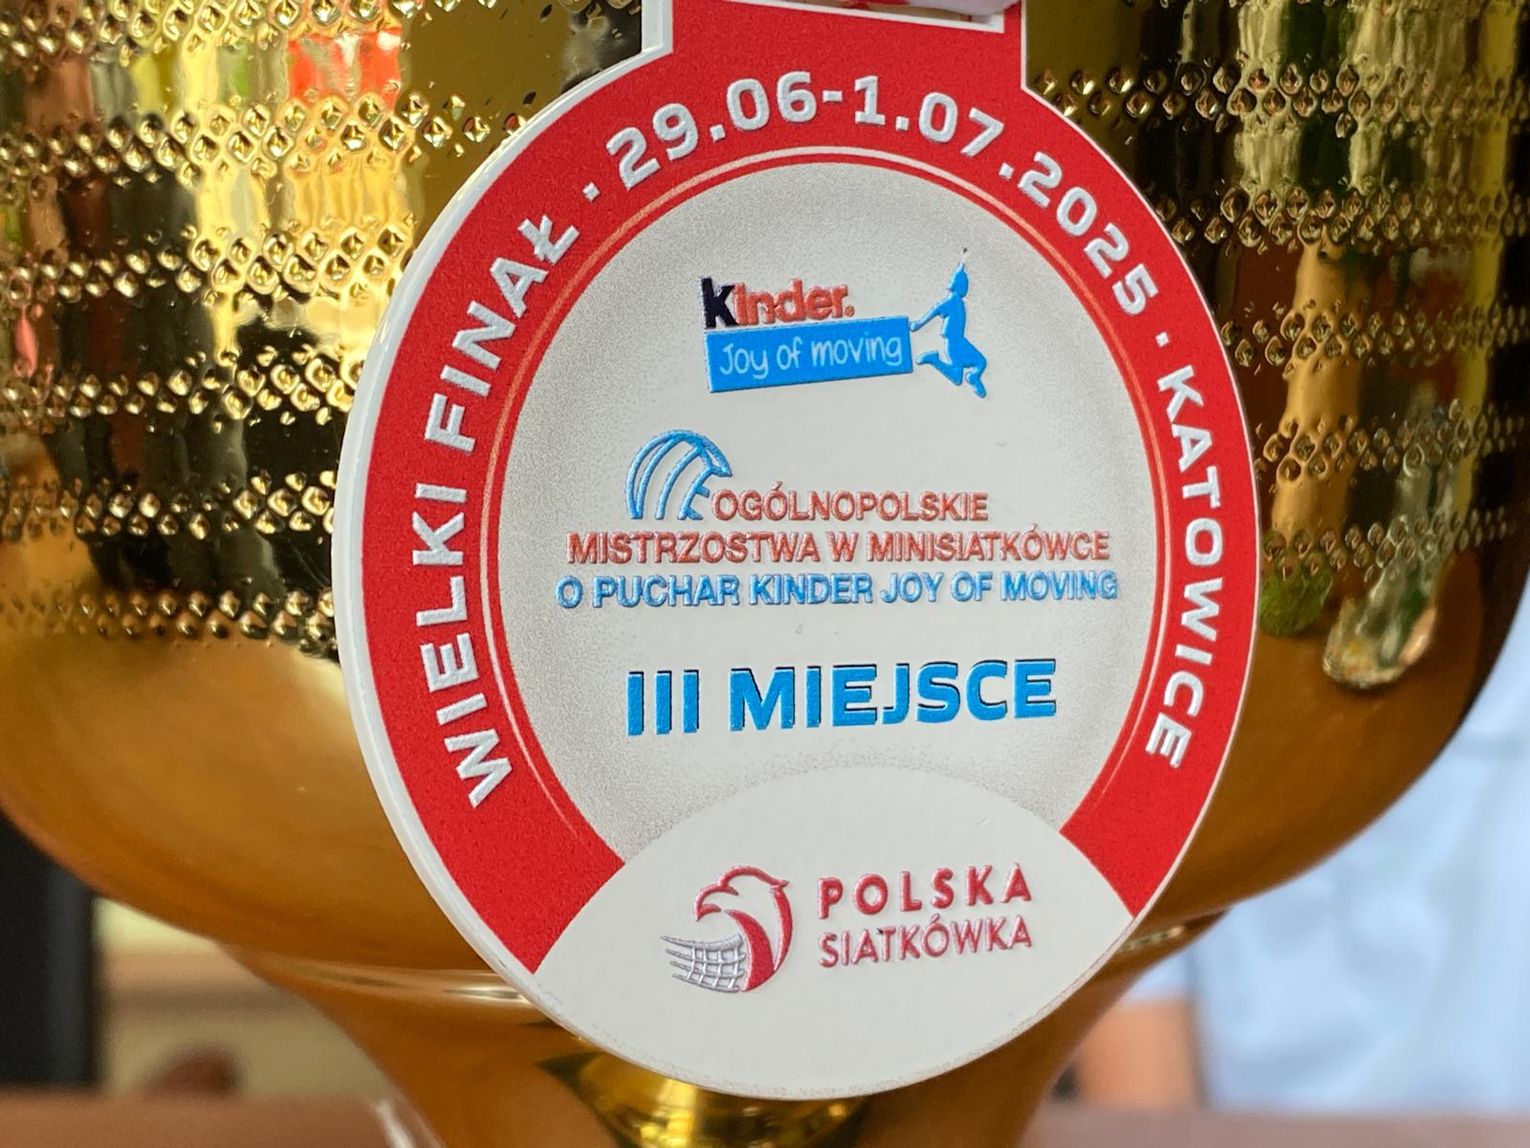 WIELKI FINAŁ · 29.06-1.07.2025 · KATOWICE
kinder.
Joy of moving
OGÓLNOPOLSKIE
MISTRZOSTWA W MINISIATKÓWCE
O PUCHAR KINDER JOY OF MOVING
III MIEJSCE
POLSKA
SIATKÓWKA